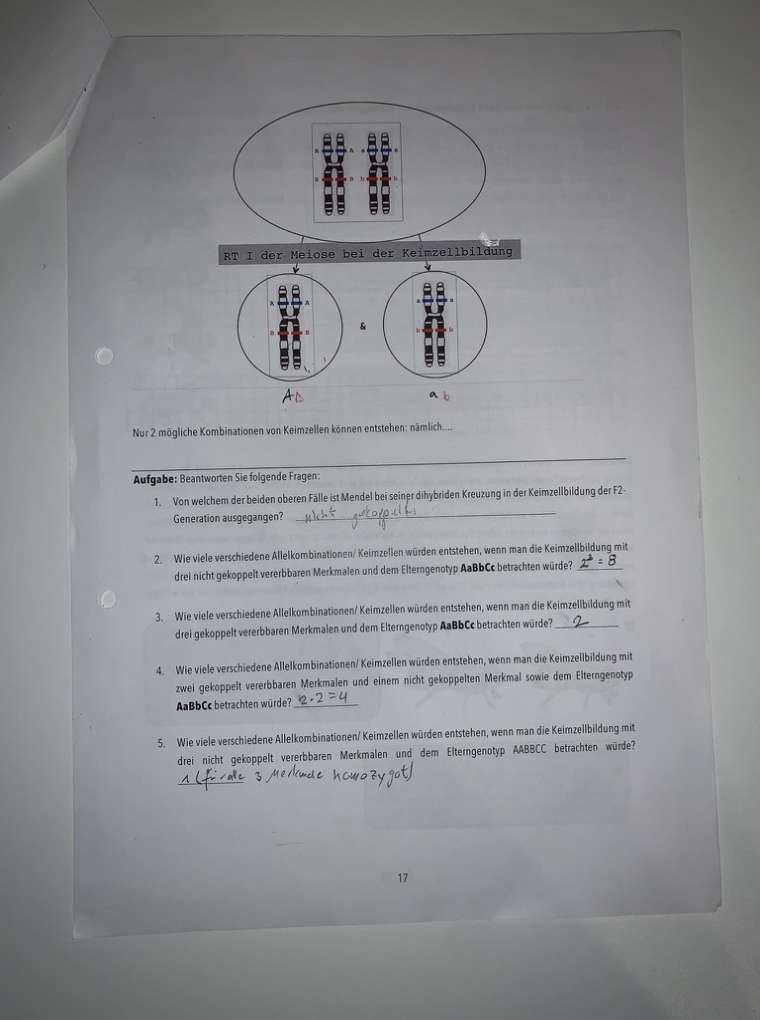 A A a a
B B b b
RT I der Meiose bei der Keimzellbildung
A A a a
&
B B b b
AB ab
Nur 2 mögliche Kombinationen von Keimzellen können entstehen: nämlich....
Aufgabe: Beantworten Sie folgende Fragen:
1. Von welchem der beiden oberen Fälle ist Mendel bei seiner dihybriden Kreuzung in der Keimzellbildung der F2-
Generation ausgegangen? nicht gekoppelt
2. Wie viele verschiedene Allelkombinationen/ Keimzellen würden entstehen, wenn man die Keimzellbildung mit
drei nicht gekoppelt vererbbaren Merkmalen und dem Elterngenotyp AaBbCc betrachten würde? 2³ = 8
3. Wie viele verschiedene Allelkombinationen/ Keimzellen würden entstehen, wenn man die Keimzellbildung mit
drei gekoppelt vererbbaren Merkmalen und dem Elterngenotyp AaBbCc betrachten würde? 2
4. Wie viele verschiedene Allelkombinationen/ Keimzellen würden entstehen, wenn man die Keimzellbildung mit
zwei gekoppelt vererbbaren Merkmalen und einem nicht gekoppelten Merkmal sowie dem Elterngenotyp
AaBbCc betrachten würde? 2·2=4
5. Wie viele verschiedene Allelkombinationen/ Keimzellen würden entstehen, wenn man die Keimzellbildung mit
drei nicht gekoppelt vererbbaren Merkmalen und dem Elterngenotyp AABBCC betrachten würde?
1 (für alle 3 Merkmale homozygot)
17